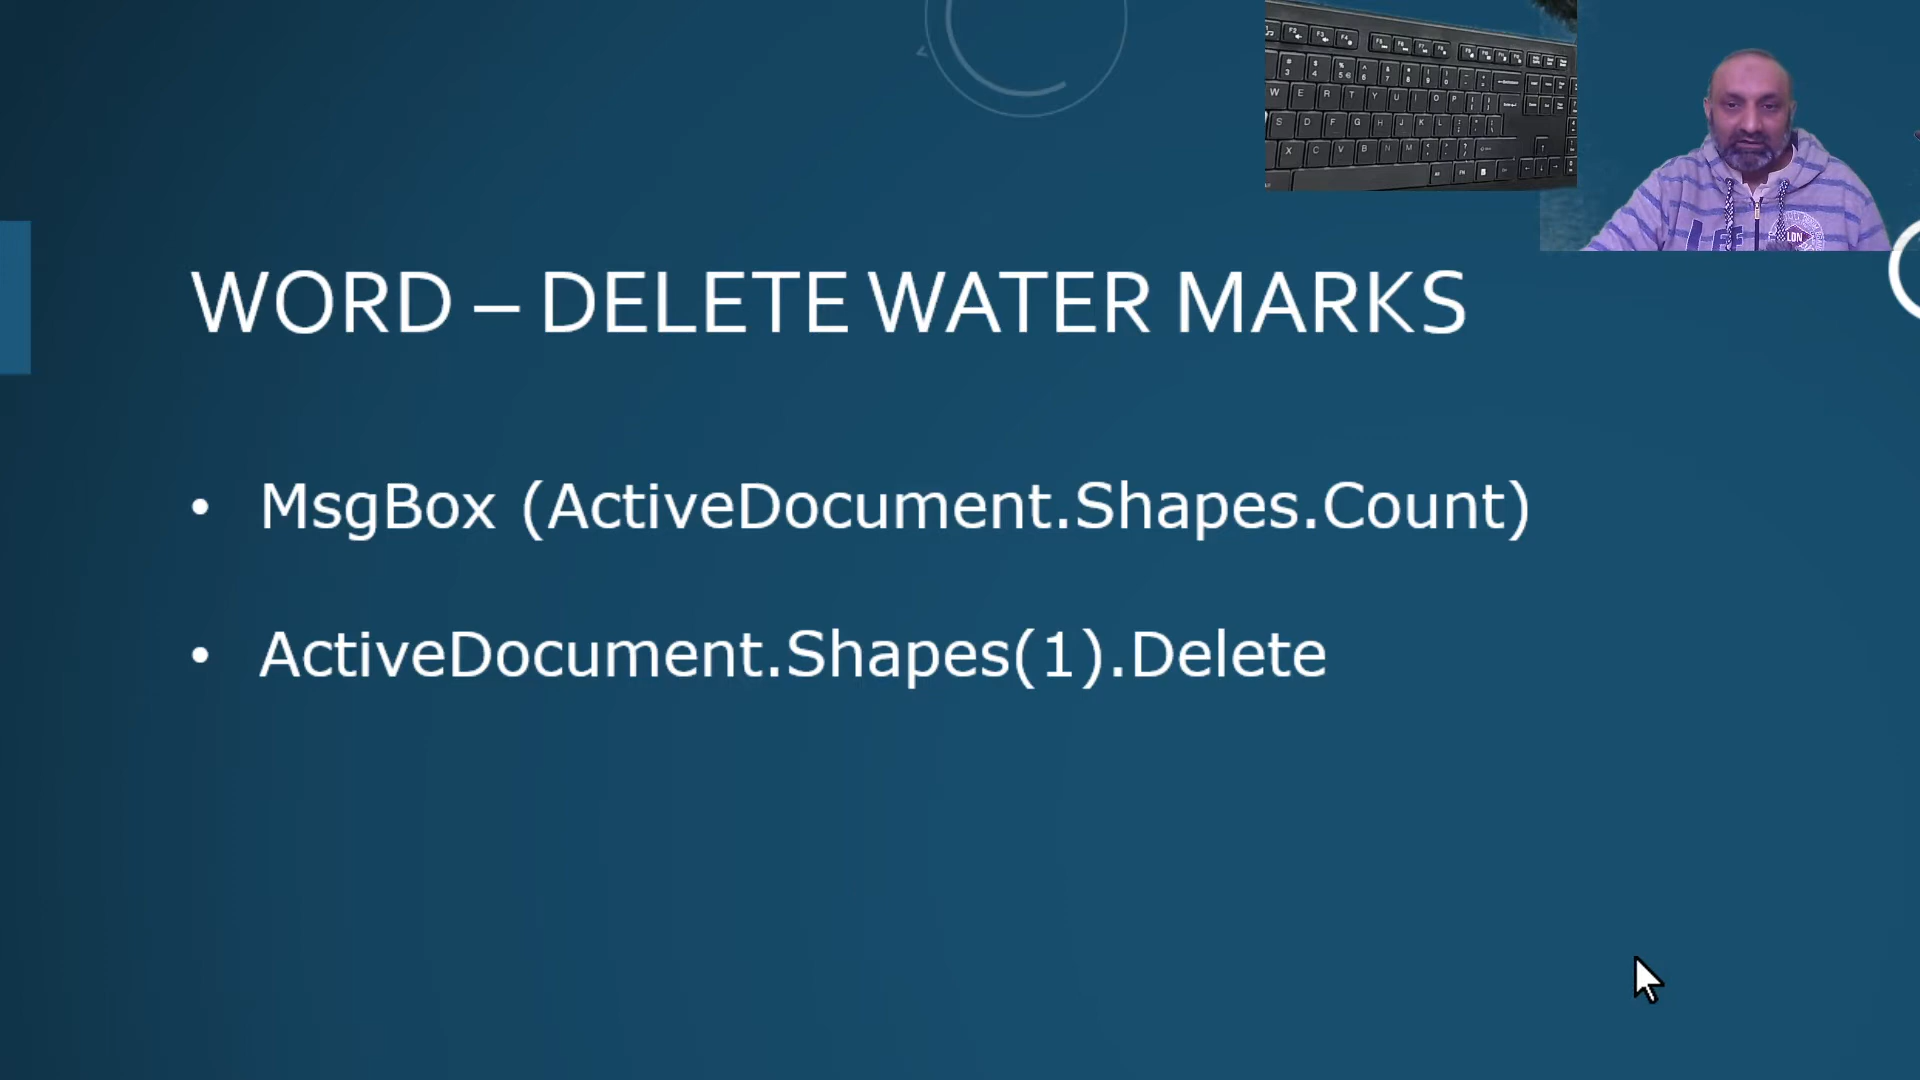 WORD – DELETE WATER MARKS
• MsgBox (ActiveDocument.Shapes.Count)
• ActiveDocument.Shapes(1).Delete